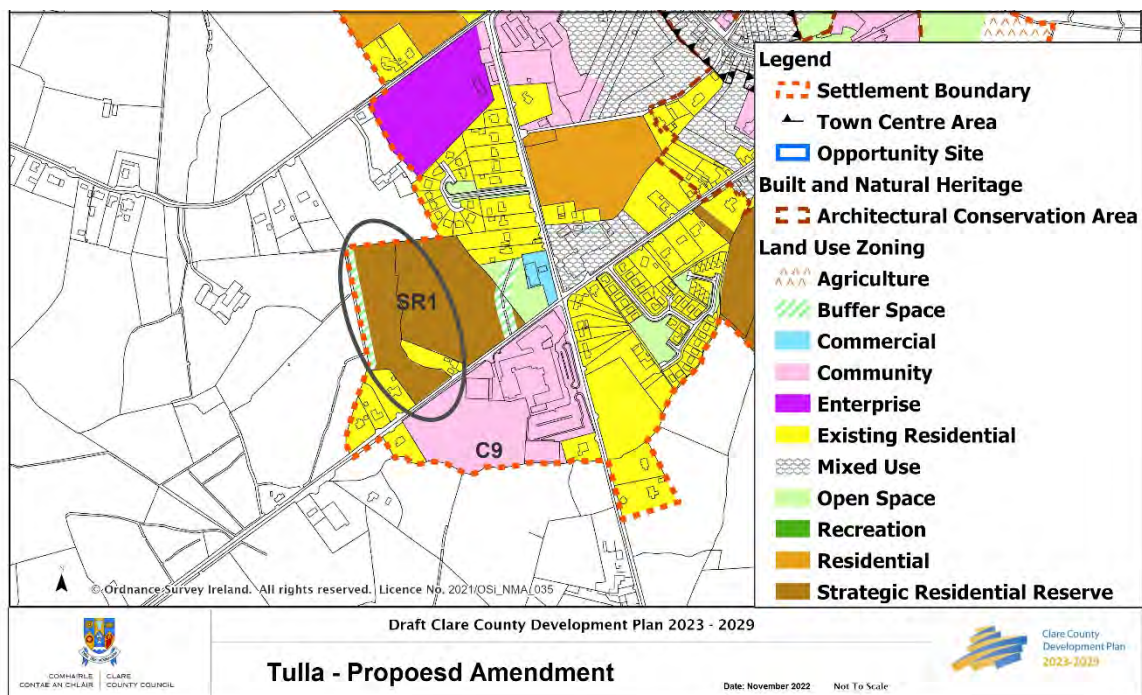 SR1
C9
© Ordnance Survey Ireland. All rights reserved. Licence No. 2021/OSi_NMA_035
Legend
Settlement Boundary
Town Centre Area
Opportunity Site
Built and Natural Heritage
Architectural Conservation Area
Land Use Zoning
Agriculture
Buffer Space
Commercial
Community
Enterprise
Existing Residential
Mixed Use
Open Space
Recreation
Residential
Strategic Residential Reserve
COMHAIRLE CONTAE AN CHLÁIR
CLARE COUNTY COUNCIL
Draft Clare County Development Plan 2023 - 2029
Tulla - Propoesd Amendment
Date: November 2022 Not To Scale
Clare County
Development Plan
2023-2029